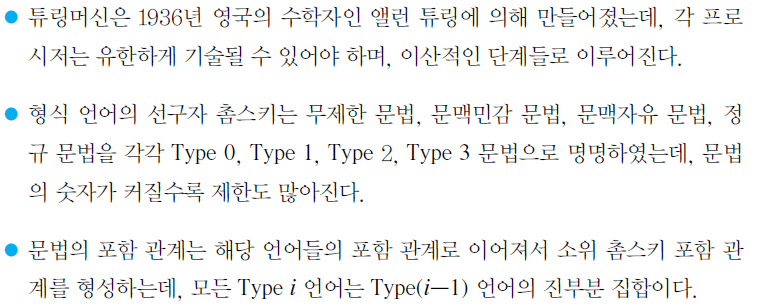 ● 튜링머신은 1936년 영국의 수학자인 앨런 튜링에 의해 만들어졌는데, 각 프로
시저는 유한하게 기술될 수 있어야 하며, 이산적인 단계들로 이루어진다.
● 형식 언어의 선구자 촘스키는 무제한 문법, 문맥민감 문법, 문맥자유 문법, 정
규 문법을 각각 Type 0, Type 1, Type 2, Type 3 문법으로 명명하였는데, 문법
의 숫자가 커질수록 제한도 많아진다.
● 문법의 포함 관계는 해당 언어들의 포함 관계로 이어져서 소위 촘스키 포함 관
계를 형성하는데, 모든 Type i 언어는 Type(i−1) 언어의 진부분 집합이다.